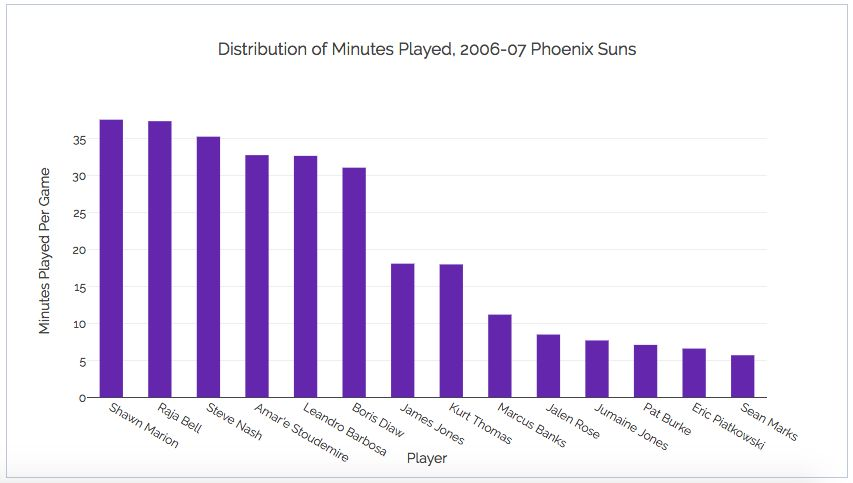 Distribution of Minutes Played, 2006-07 Phoenix Suns
Minutes Played Per Game
35
30
25
20
15
10
5
0
Shawn Marion
Raja Bell
Steve Nash
Amar'e Stoudemire
Leandro Barbosa
Boris Diaw
James Jones
Kurt Thomas
Marcus Banks
Jalen Rose
Jumaine Jones
Pat Burke
Eric Piatkowski
Sean Marks
Player